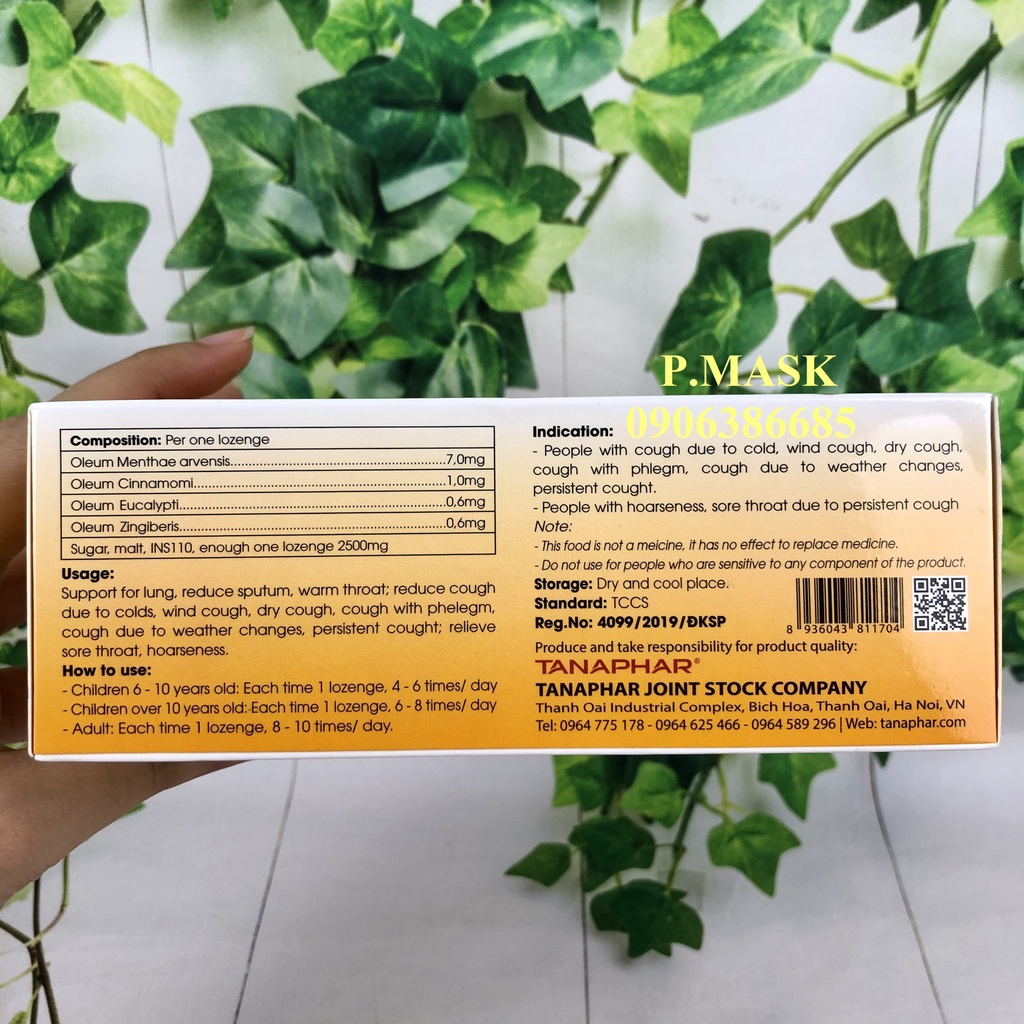 P.MASK
0906386685
Composition: Per one lozenge
Oleum Menthae arvensis....................................................7,0mg
Oleum Cinnamomi............................................................1,0mg
Oleum Eucalypti...............................................................0,6mg
Oleum Zingiberis...............................................................0,6mg
Sugar, malt, INS110, enough one lozenge 2500mg
Usage:
Support for lung, reduce sputum, warm throat; reduce cough
due to colds, wind cough, dry cough, cough with phelegm,
cough due to weather changes, persistent cought; relieve
sore throat, hoarseness.
How to use:
- Children 6 - 10 years old: Each time 1 lozenge, 4 - 6 times/ day
- Children over 10 years old: Each time 1 lozenge, 6 - 8 times/ day
- Adult: Each time 1 lozenge, 8 - 10 times/ day.
Indication:
- People with cough due to cold, wind cough, dry cough,
cough with phlegm, cough due to weather changes,
persistent cought.
- People with hoarseness, sore throat due to persistent cough
Note:
- This food is not a meicine, it has no effect to replace medicine.
- Do not use for people who are sensitive to any component of the product.
Storage: Dry and cool place.
Standard: TCCS
Reg.No: 4099/2019/ĐKSP
8 936043 811704
Produce and take responsibility for product quality:
TANAPHAR®
TANAPHAR JOINT STOCK COMPANY
Thanh Oai Industrial Complex, Bich Hoa, Thanh Oai, Ha Noi, VN
Tel: 0964 775 178 - 0964 625 466 - 0964 589 296 | Web: tanaphar.com